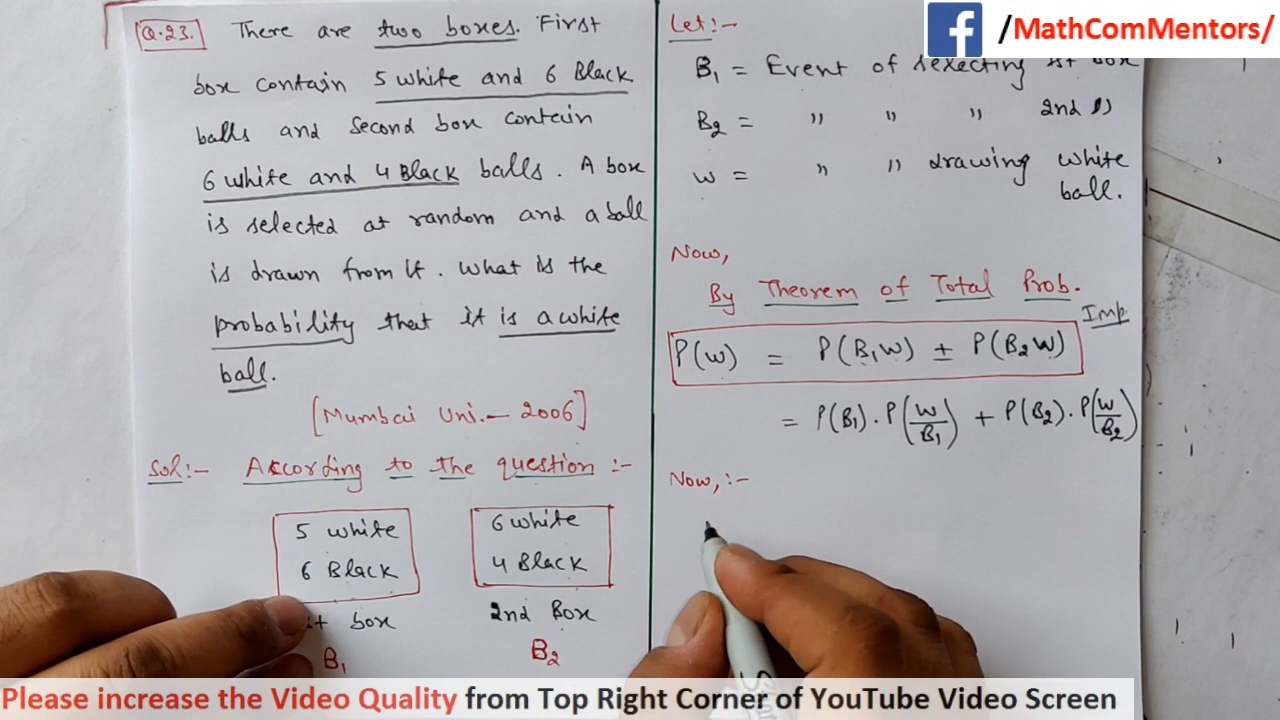 Q.23. There are two boxes. First
box contain 5 white and 6 Black
balls and second box contain
6 white and 4 Black balls. A box
is selected at random and a ball
is drawn from it. What is the
probability that it is a white
ball.
[Mumbai Uni. – 2006]
Sol:- According to the question :-
5 white
6 Black
st box
B₁
6 white
4 Black
2nd Box
B₂
Let:-
B₁ = Event of selecting 1st box
B₂ = " " " 2nd "
W = " " drawing white
ball.
Now,
By Theorem of Total Prob.
Imp.
P(W) = P(B₁W) ± P(B₂W)
= P(B₁).P(W/B₁) + P(B₂).P(W/B₂)
Now,:-
f /MathComMentors/
Please increase the Video Quality from Top Right Corner of YouTube Video Screen